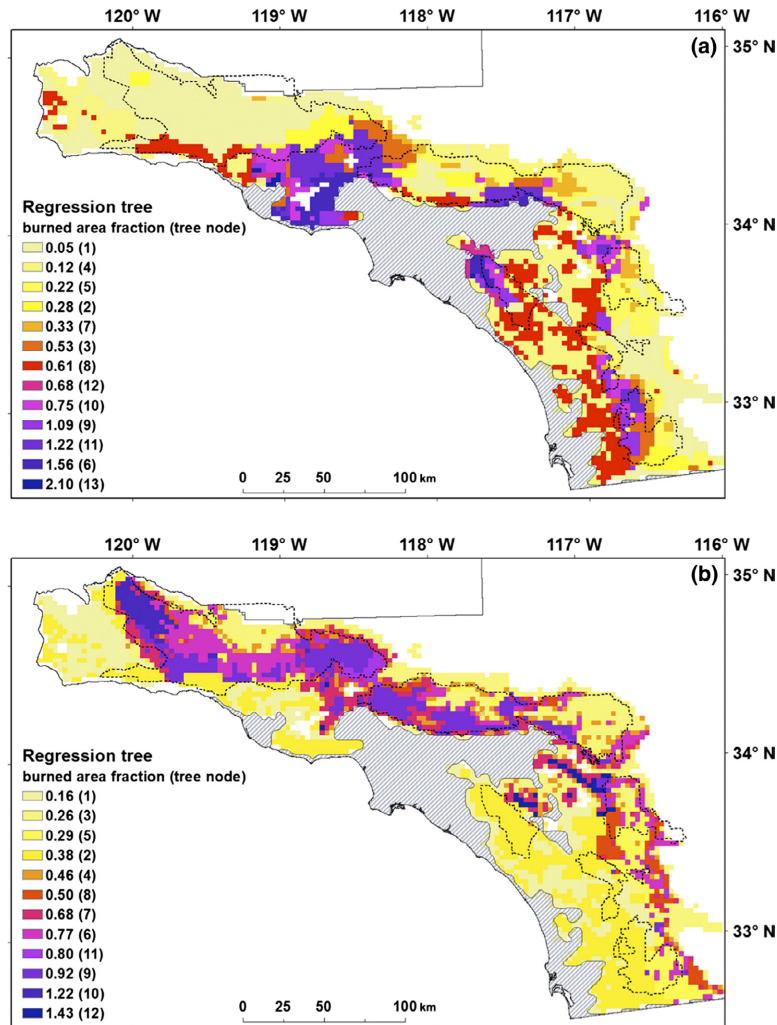 120° W 119° W 118° W 117° W 116° W
(a)
35° N
34° N
33° N
Regression tree
burned area fraction (tree node)
0.05 (1)
0.12 (4)
0.22 (5)
0.28 (2)
0.33 (7)
0.53 (3)
0.61 (8)
0.68 (12)
0.75 (10)
1.09 (9)
1.22 (11)
1.56 (6)
2.10 (13)
0 25 50 100 km
120° W 119° W 118° W 117° W 116° W
(b)
35° N
34° N
33° N
Regression tree
burned area fraction (tree node)
0.16 (1)
0.26 (3)
0.29 (5)
0.38 (2)
0.46 (4)
0.50 (8)
0.68 (7)
0.77 (6)
0.80 (11)
0.92 (9)
1.22 (10)
1.43 (12)
0 25 50 100 km